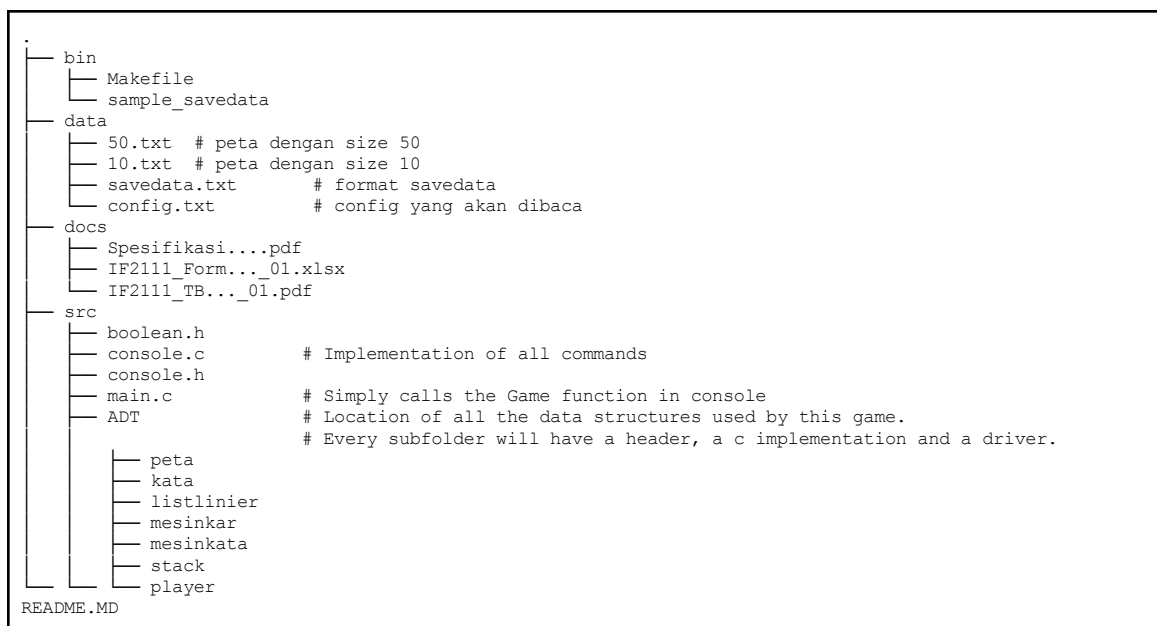 .
├── bin
│   ├── Makefile
│   └── sample_savedata
├── data
│   ├── 50.txt  # peta dengan size 50
│   ├── 10.txt  # peta dengan size 10
│   ├── savedata.txt        # format savedata
│   └── config.txt          # config yang akan dibaca
├── docs
│   ├── Spesifikasi....pdf
│   ├── IF2111_Form..._01.xlsx
│   └── IF2111_TB..._01.pdf
├── src
│   ├── boolean.h
│   ├── console.c          # Implementation of all commands
│   ├── console.h
│   ├── main.c             # Simply calls the Game function in console
│   ├── ADT                # Location of all the data structures used by this game.
│   │                      # Every subfolder will have a header, a c implementation and a driver.
│   │   ├── peta
│   │   ├── kata
│   │   ├── listlinier
│   │   ├── mesinkar
│   │   ├── mesinkata
│   │   ├── stack
└── └── └── player
README.MD